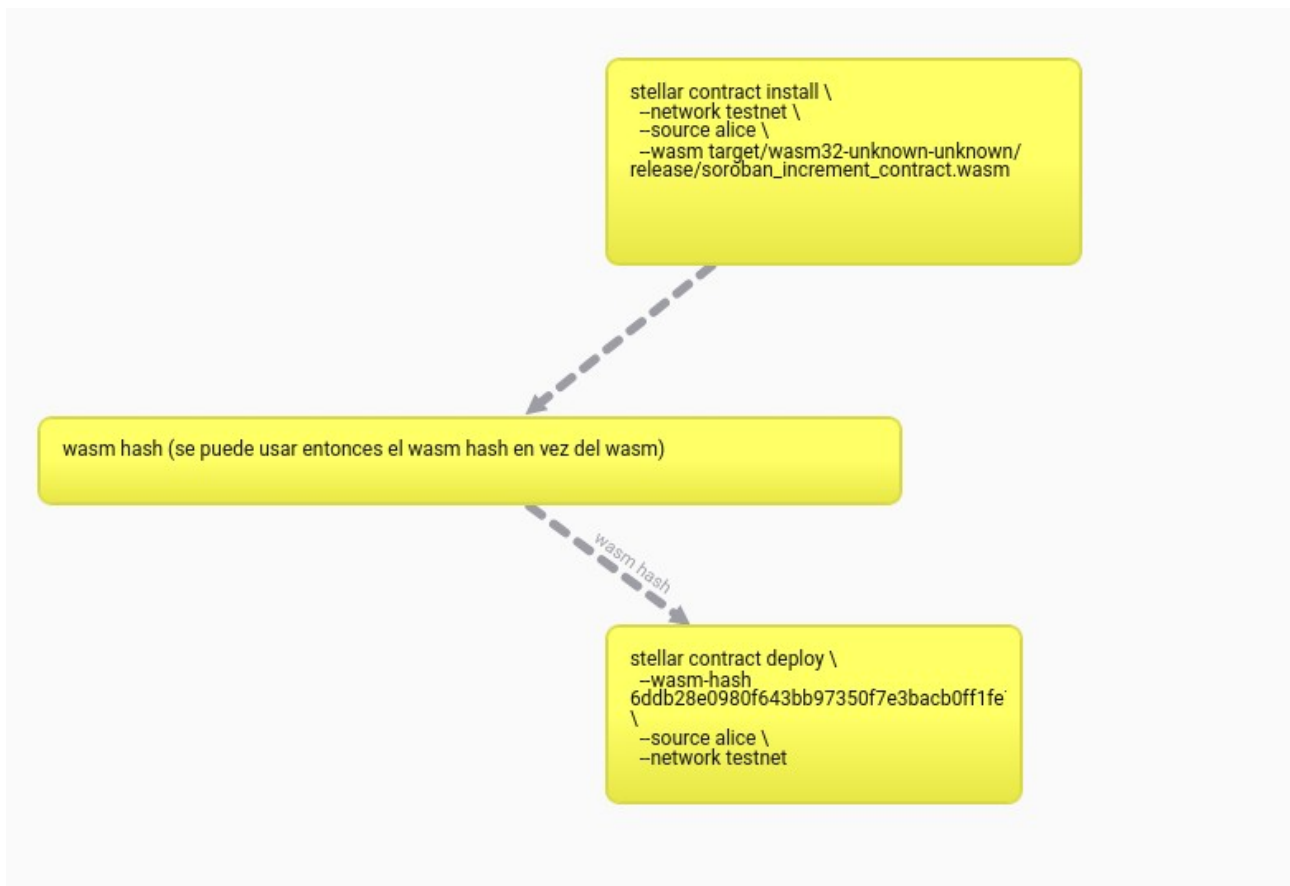 stellar contract install \
--network testnet \
--source alice \
--wasm target/wasm32-unknown-unknown/
release/soroban_increment_contract.wasm
wasm hash (se puede usar entonces el wasm hash en vez del wasm)
wasm hash
stellar contract deploy \
--wasm-hash
6ddb28e0980f643bb97350f7e3bacb0ff1fe
\
--source alice \
--network testnet